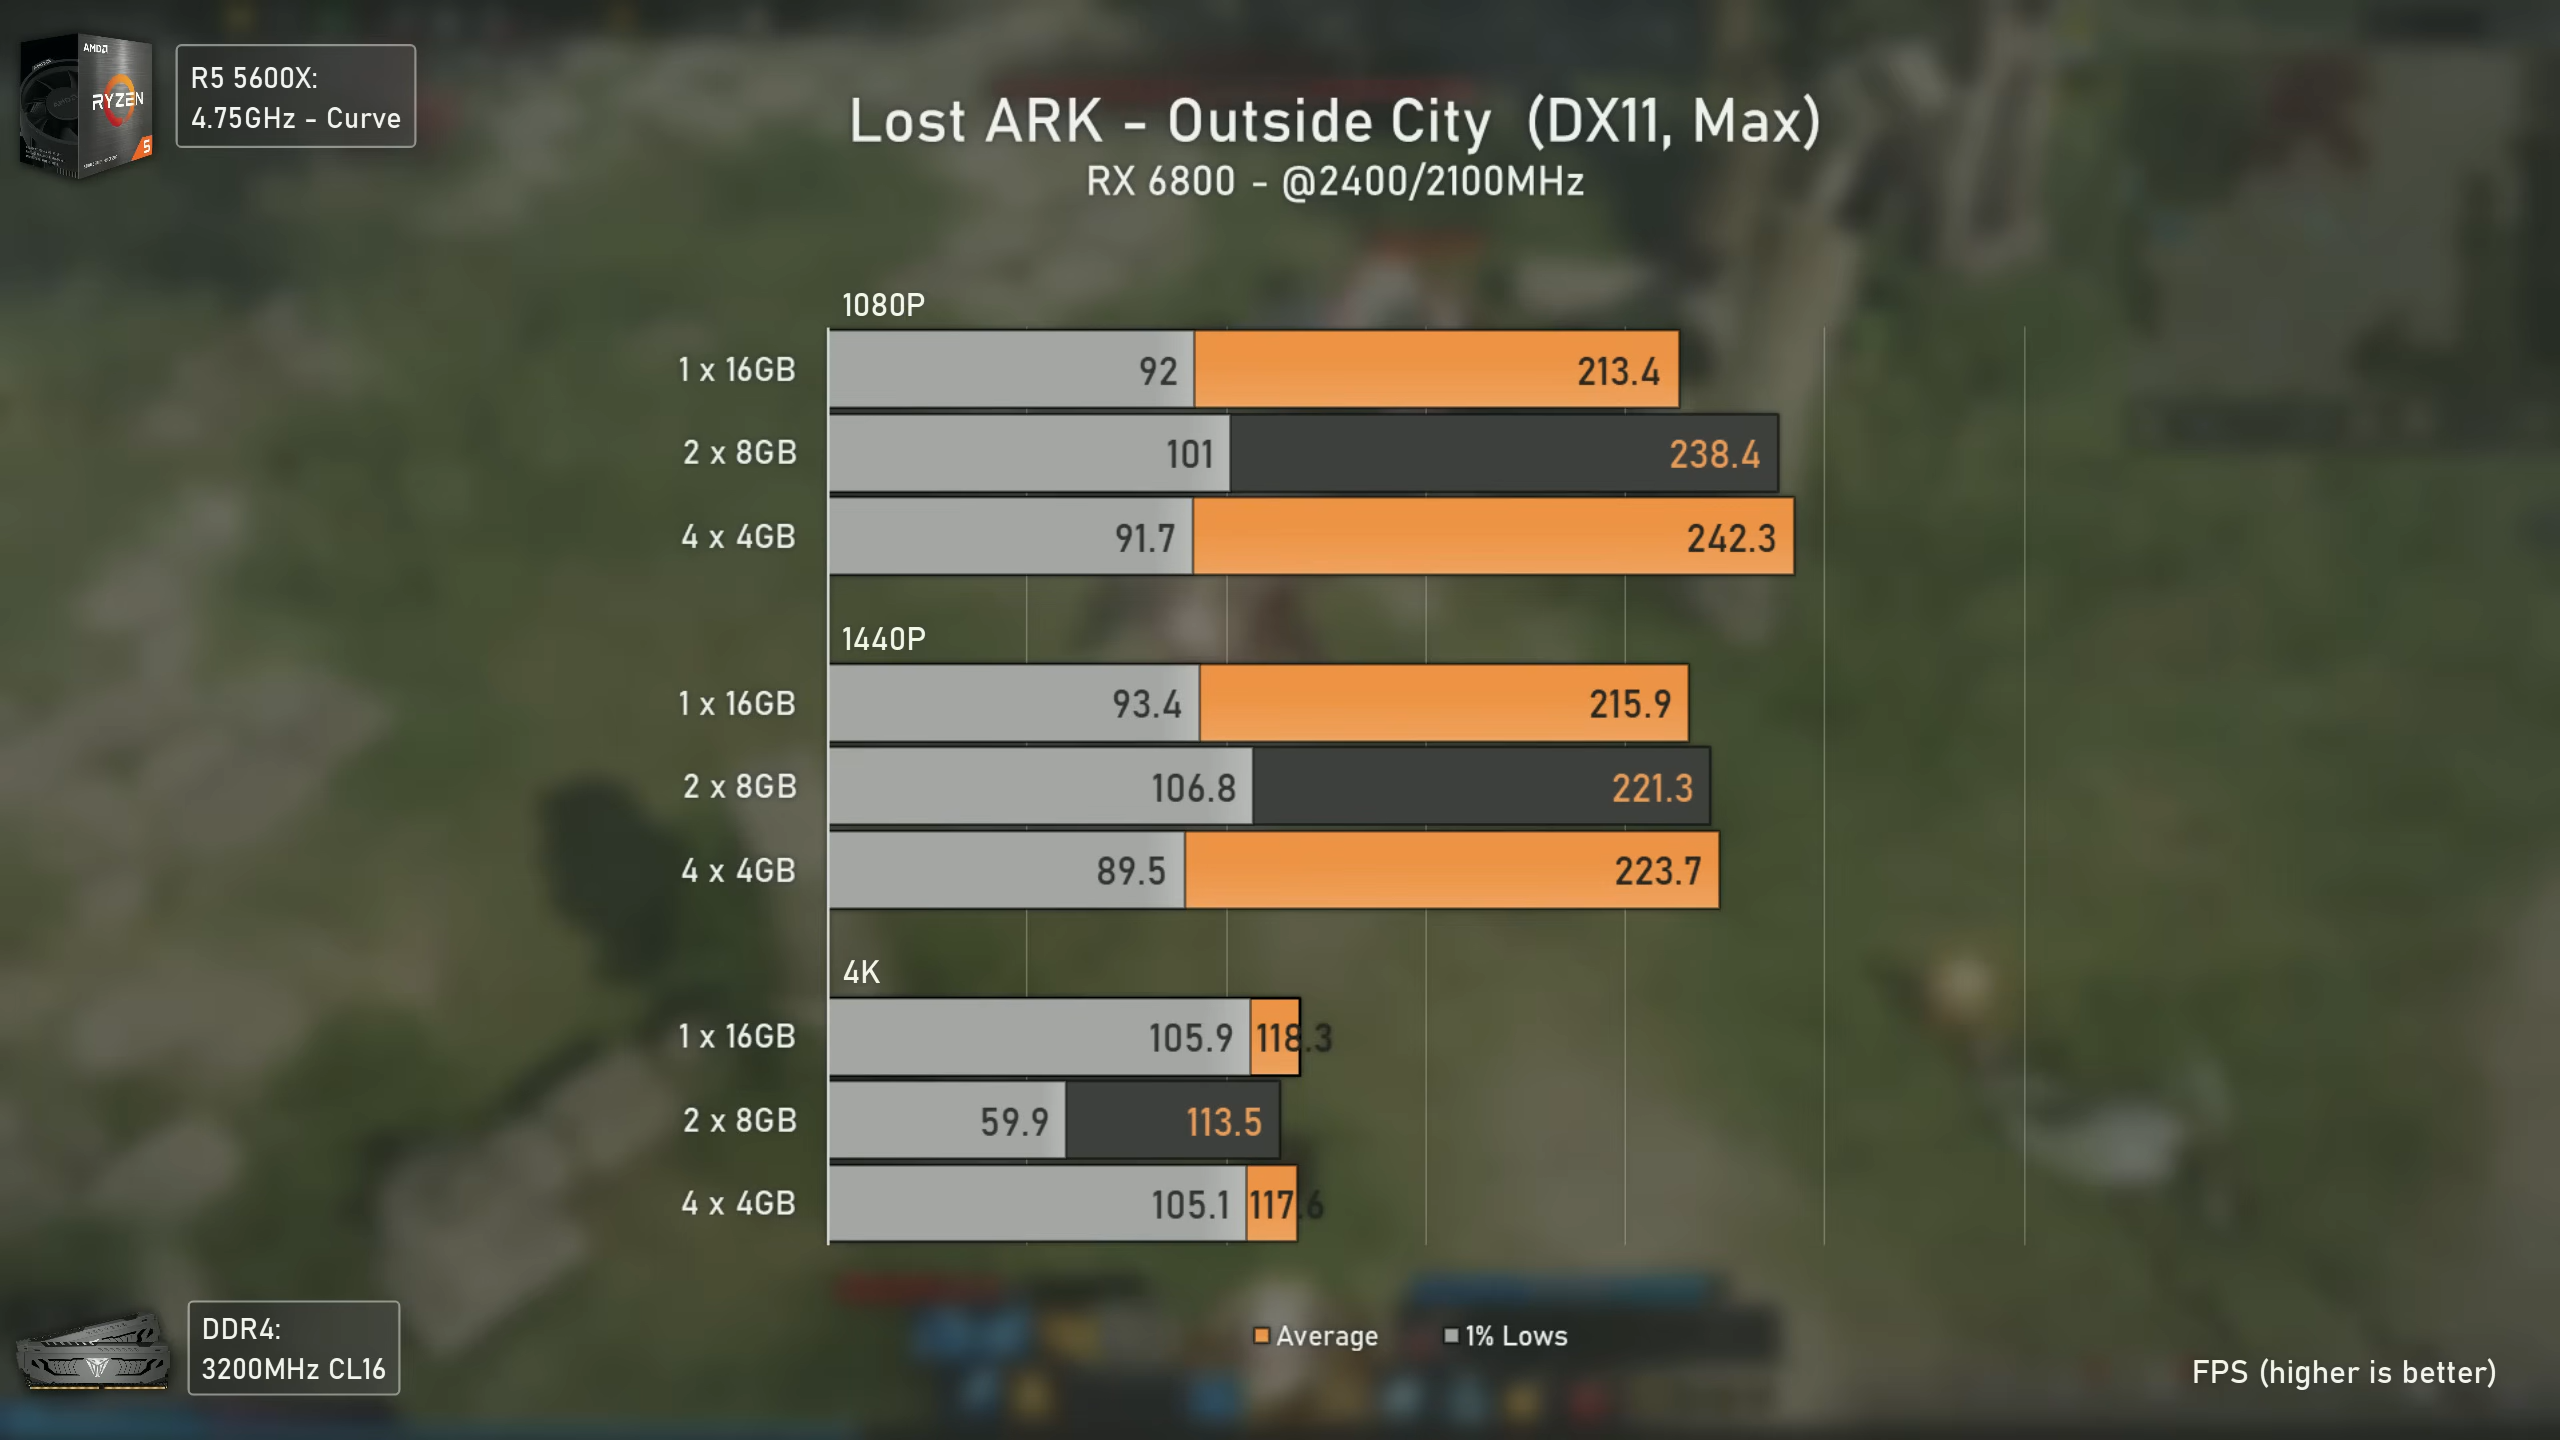 AMD
RYZEN
5
R5 5600X:
4.75GHz - Curve
Lost ARK - Outside City (DX11, Max)
RX 6800 - @2400/2100MHz
1080P
1 x 16GB 92 213.4
2 x 8GB 101 238.4
4 x 4GB 91.7 242.3
1440P
1 x 16GB 93.4 215.9
2 x 8GB 106.8 221.3
4 x 4GB 89.5 223.7
4K
1 x 16GB 105.9 118.3
2 x 8GB 59.9 113.5
4 x 4GB 105.1 117.6
Average 1% Lows
DDR4:
3200MHz CL16
FPS (higher is better)